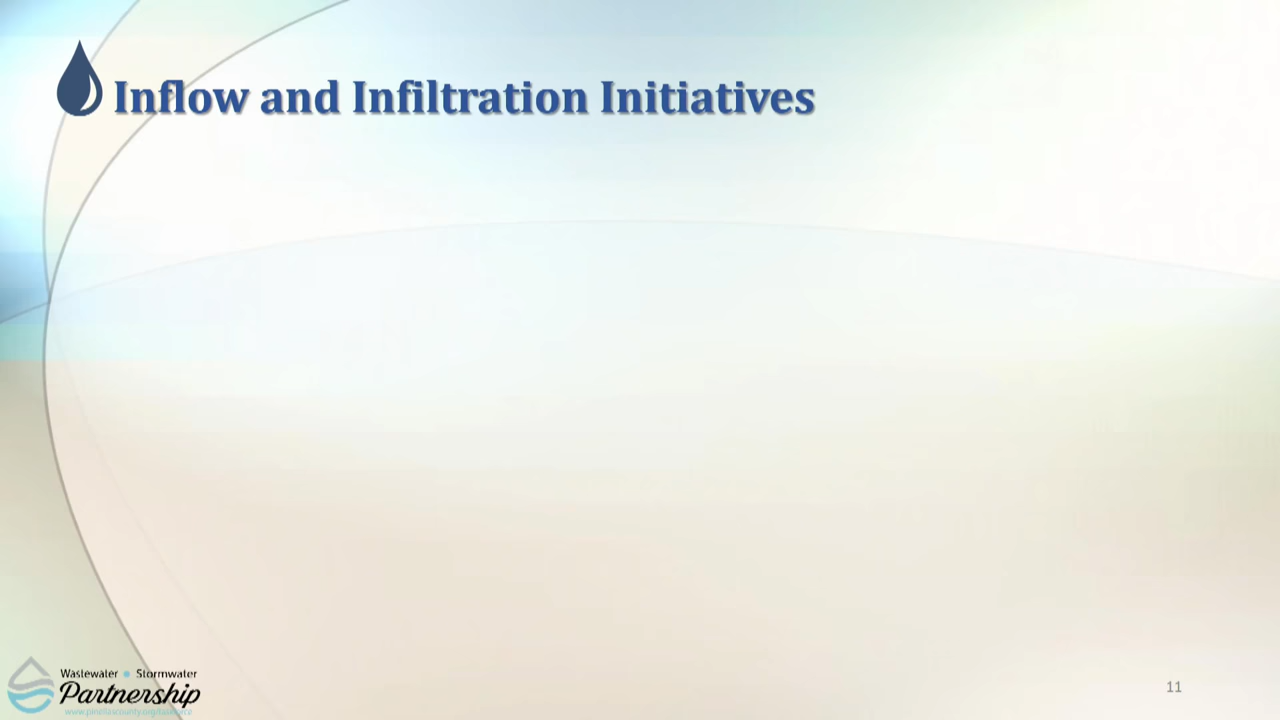 Inflow and Infiltration Initiatives
Wastewater • Stormwater
Partnership
11